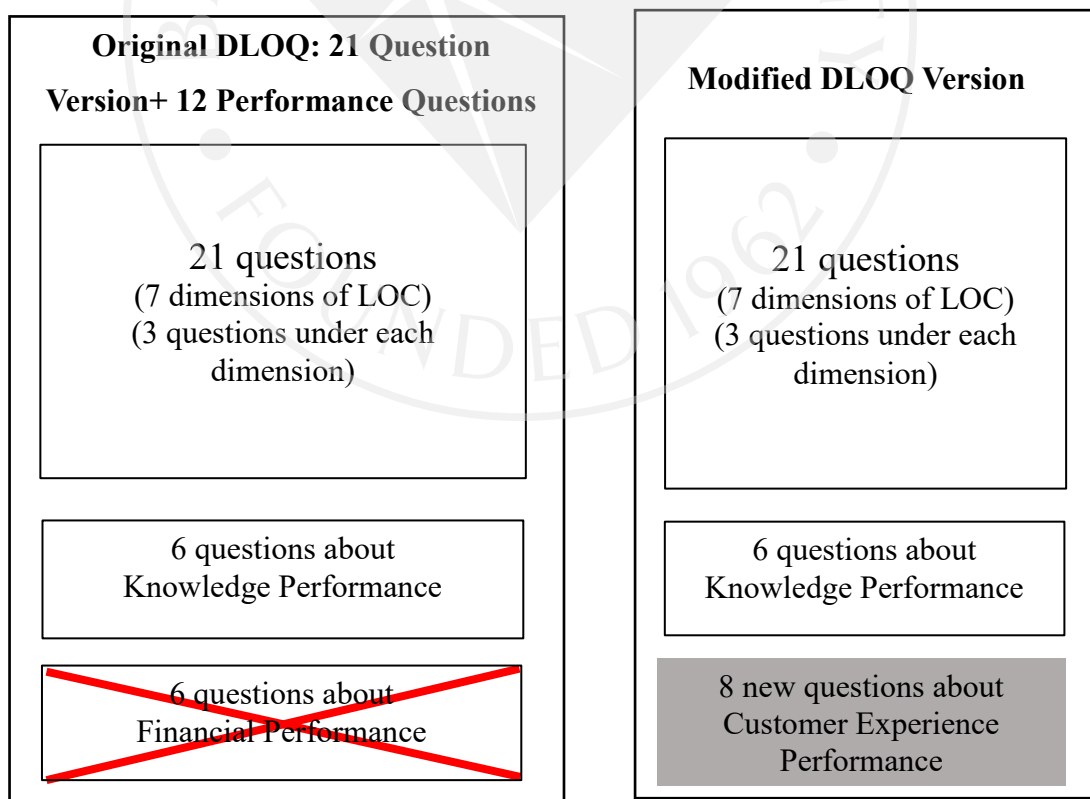 Original DLOQ: 21 Question
Version+ 12 Performance Questions
21 questions
(7 dimensions of LOC)
(3 questions under each
dimension)
6 questions about
Knowledge Performance
6 questions about
Financial Performance
Modified DLOQ Version
21 questions
(7 dimensions of LOC)
(3 questions under each
dimension)
6 questions about
Knowledge Performance
8 new questions about
Customer Experience
Performance
FOUNDED 1962